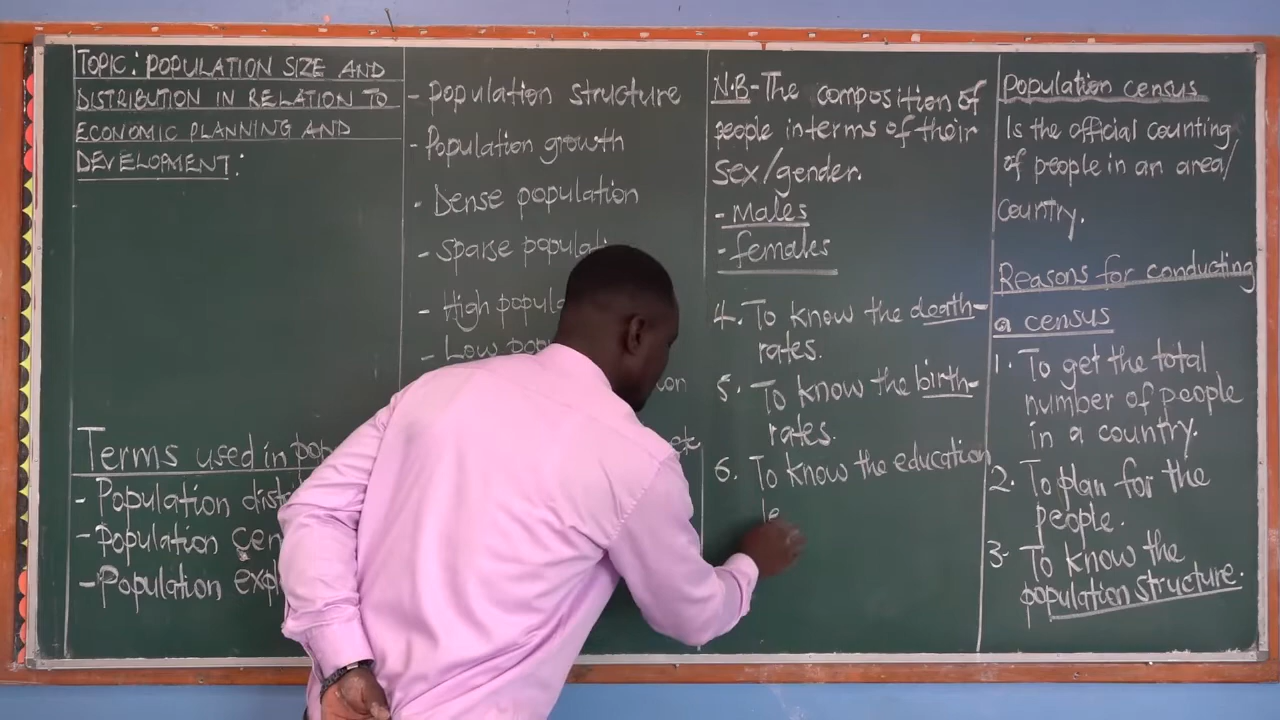 TOPIC: POPULATION SIZE AND
DISTRIBUTION IN RELATION TO
ECONOMIC PLANNING AND
DEVELOPMENT:
Terms used in
- Population
- Population
- Population
- Population structure
- Population growth
- Dense population
- Sparse
- High
- Low
N.B - The composition of
people interms of their
sex/gender.
- Males
- females
4. To know the death-
rates.
5. To know the birth-
rates.
6. To know the education
Population census
Is the official counting
of people in an area/
country.
Reasons for conducting
a census
1. To get the total
number of people
in a country.
2. To plan for the
people.
3. To know the
population structure.